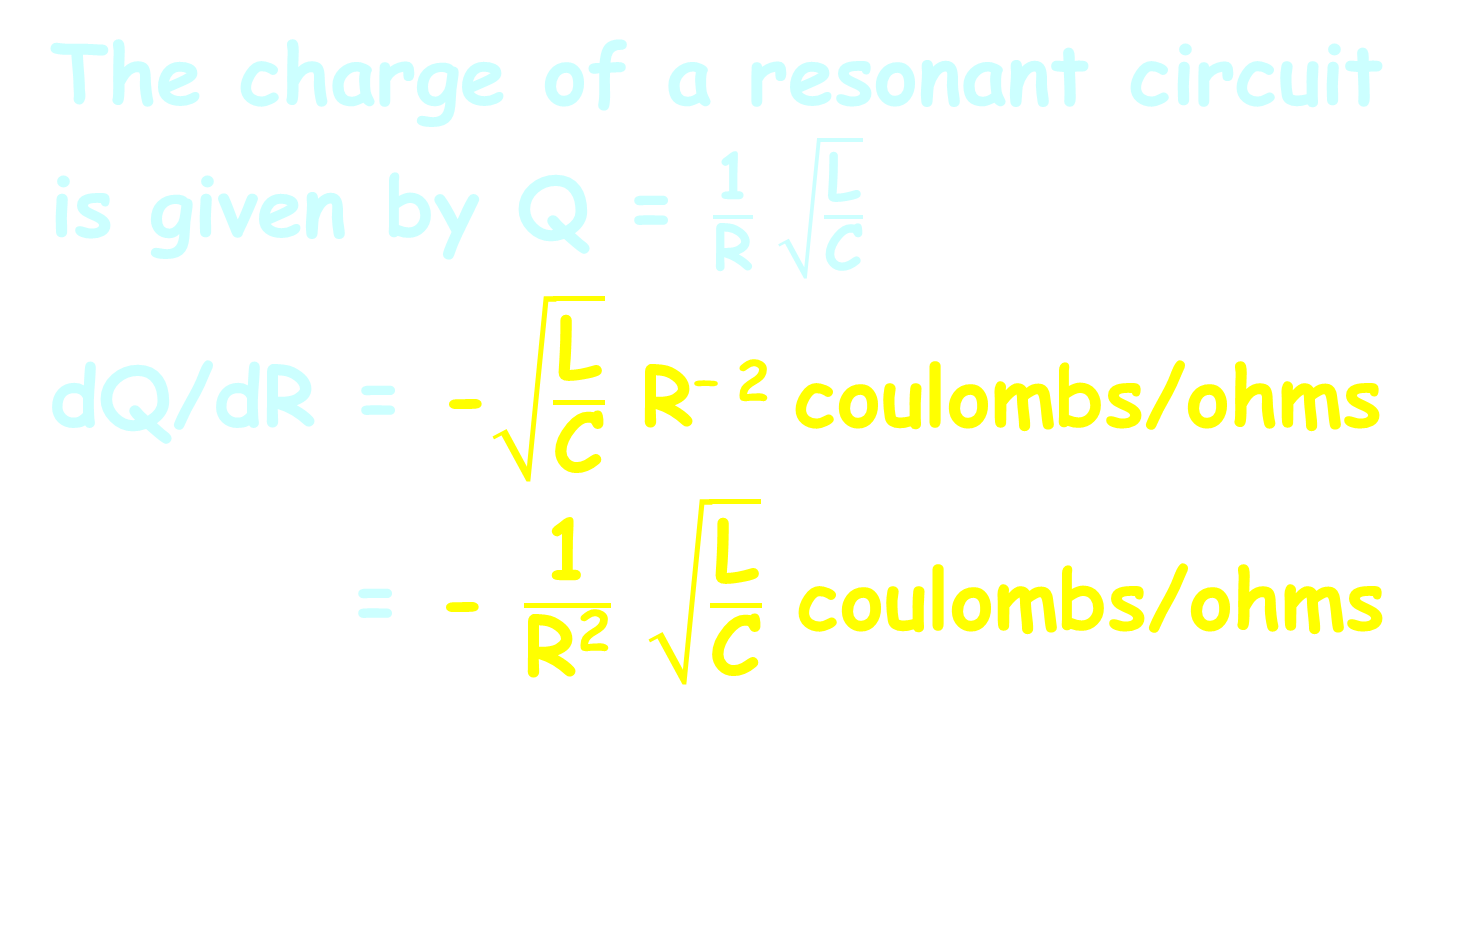 The charge of a resonant circuit
is given by Q = 1/R √(L/C)
dQ/dR = -√(L/C) R⁻² coulombs/ohms
= - 1/R² √(L/C) coulombs/ohms